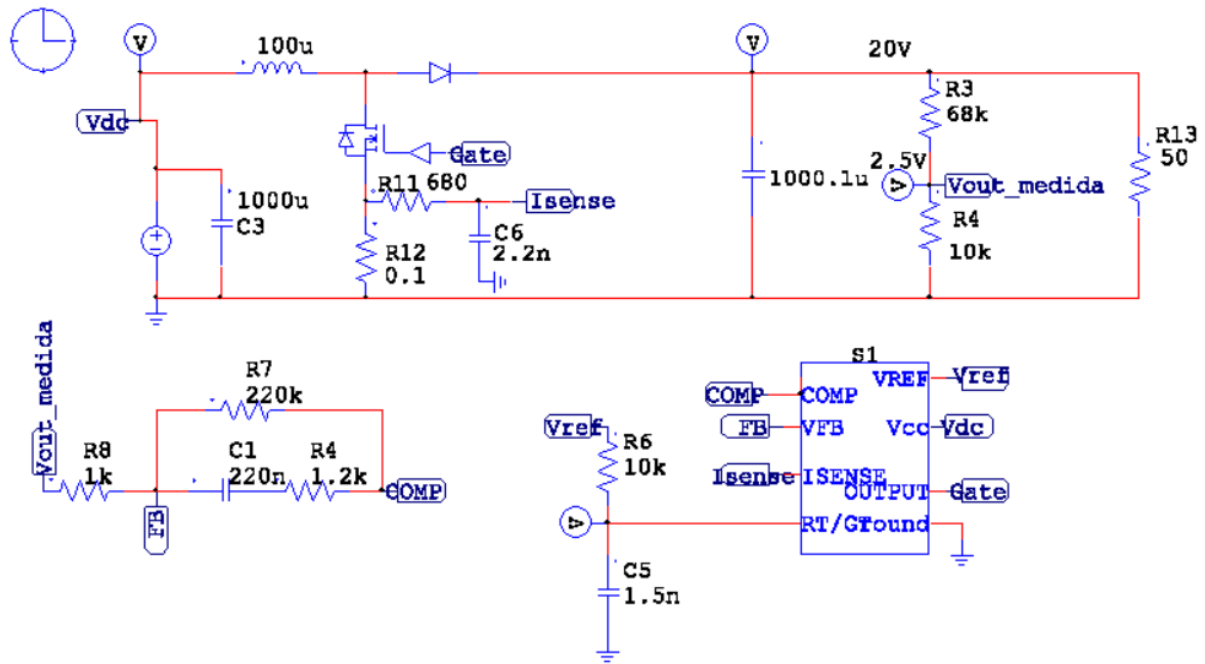 V
100u
V
20V
R3
68k
Vdc
Gate
R13
50
2.5V
V
Vout_medida
R11 680
Isense
1000.1u
1000u
C3
C6
2.2n
R4
10k
R12
0.1
Vout_medida
R7
220k
S1
COMP
COMP
VREF
Vref
FB
VFB
Vcc
Vdc
Vref
R6
10k
R8
1k
C1
220n
R4
1.2k
COMP
FB
Isense
ISENSE
OUTPUT
Gate
V
RT/CT
Ground
C5
1.5n